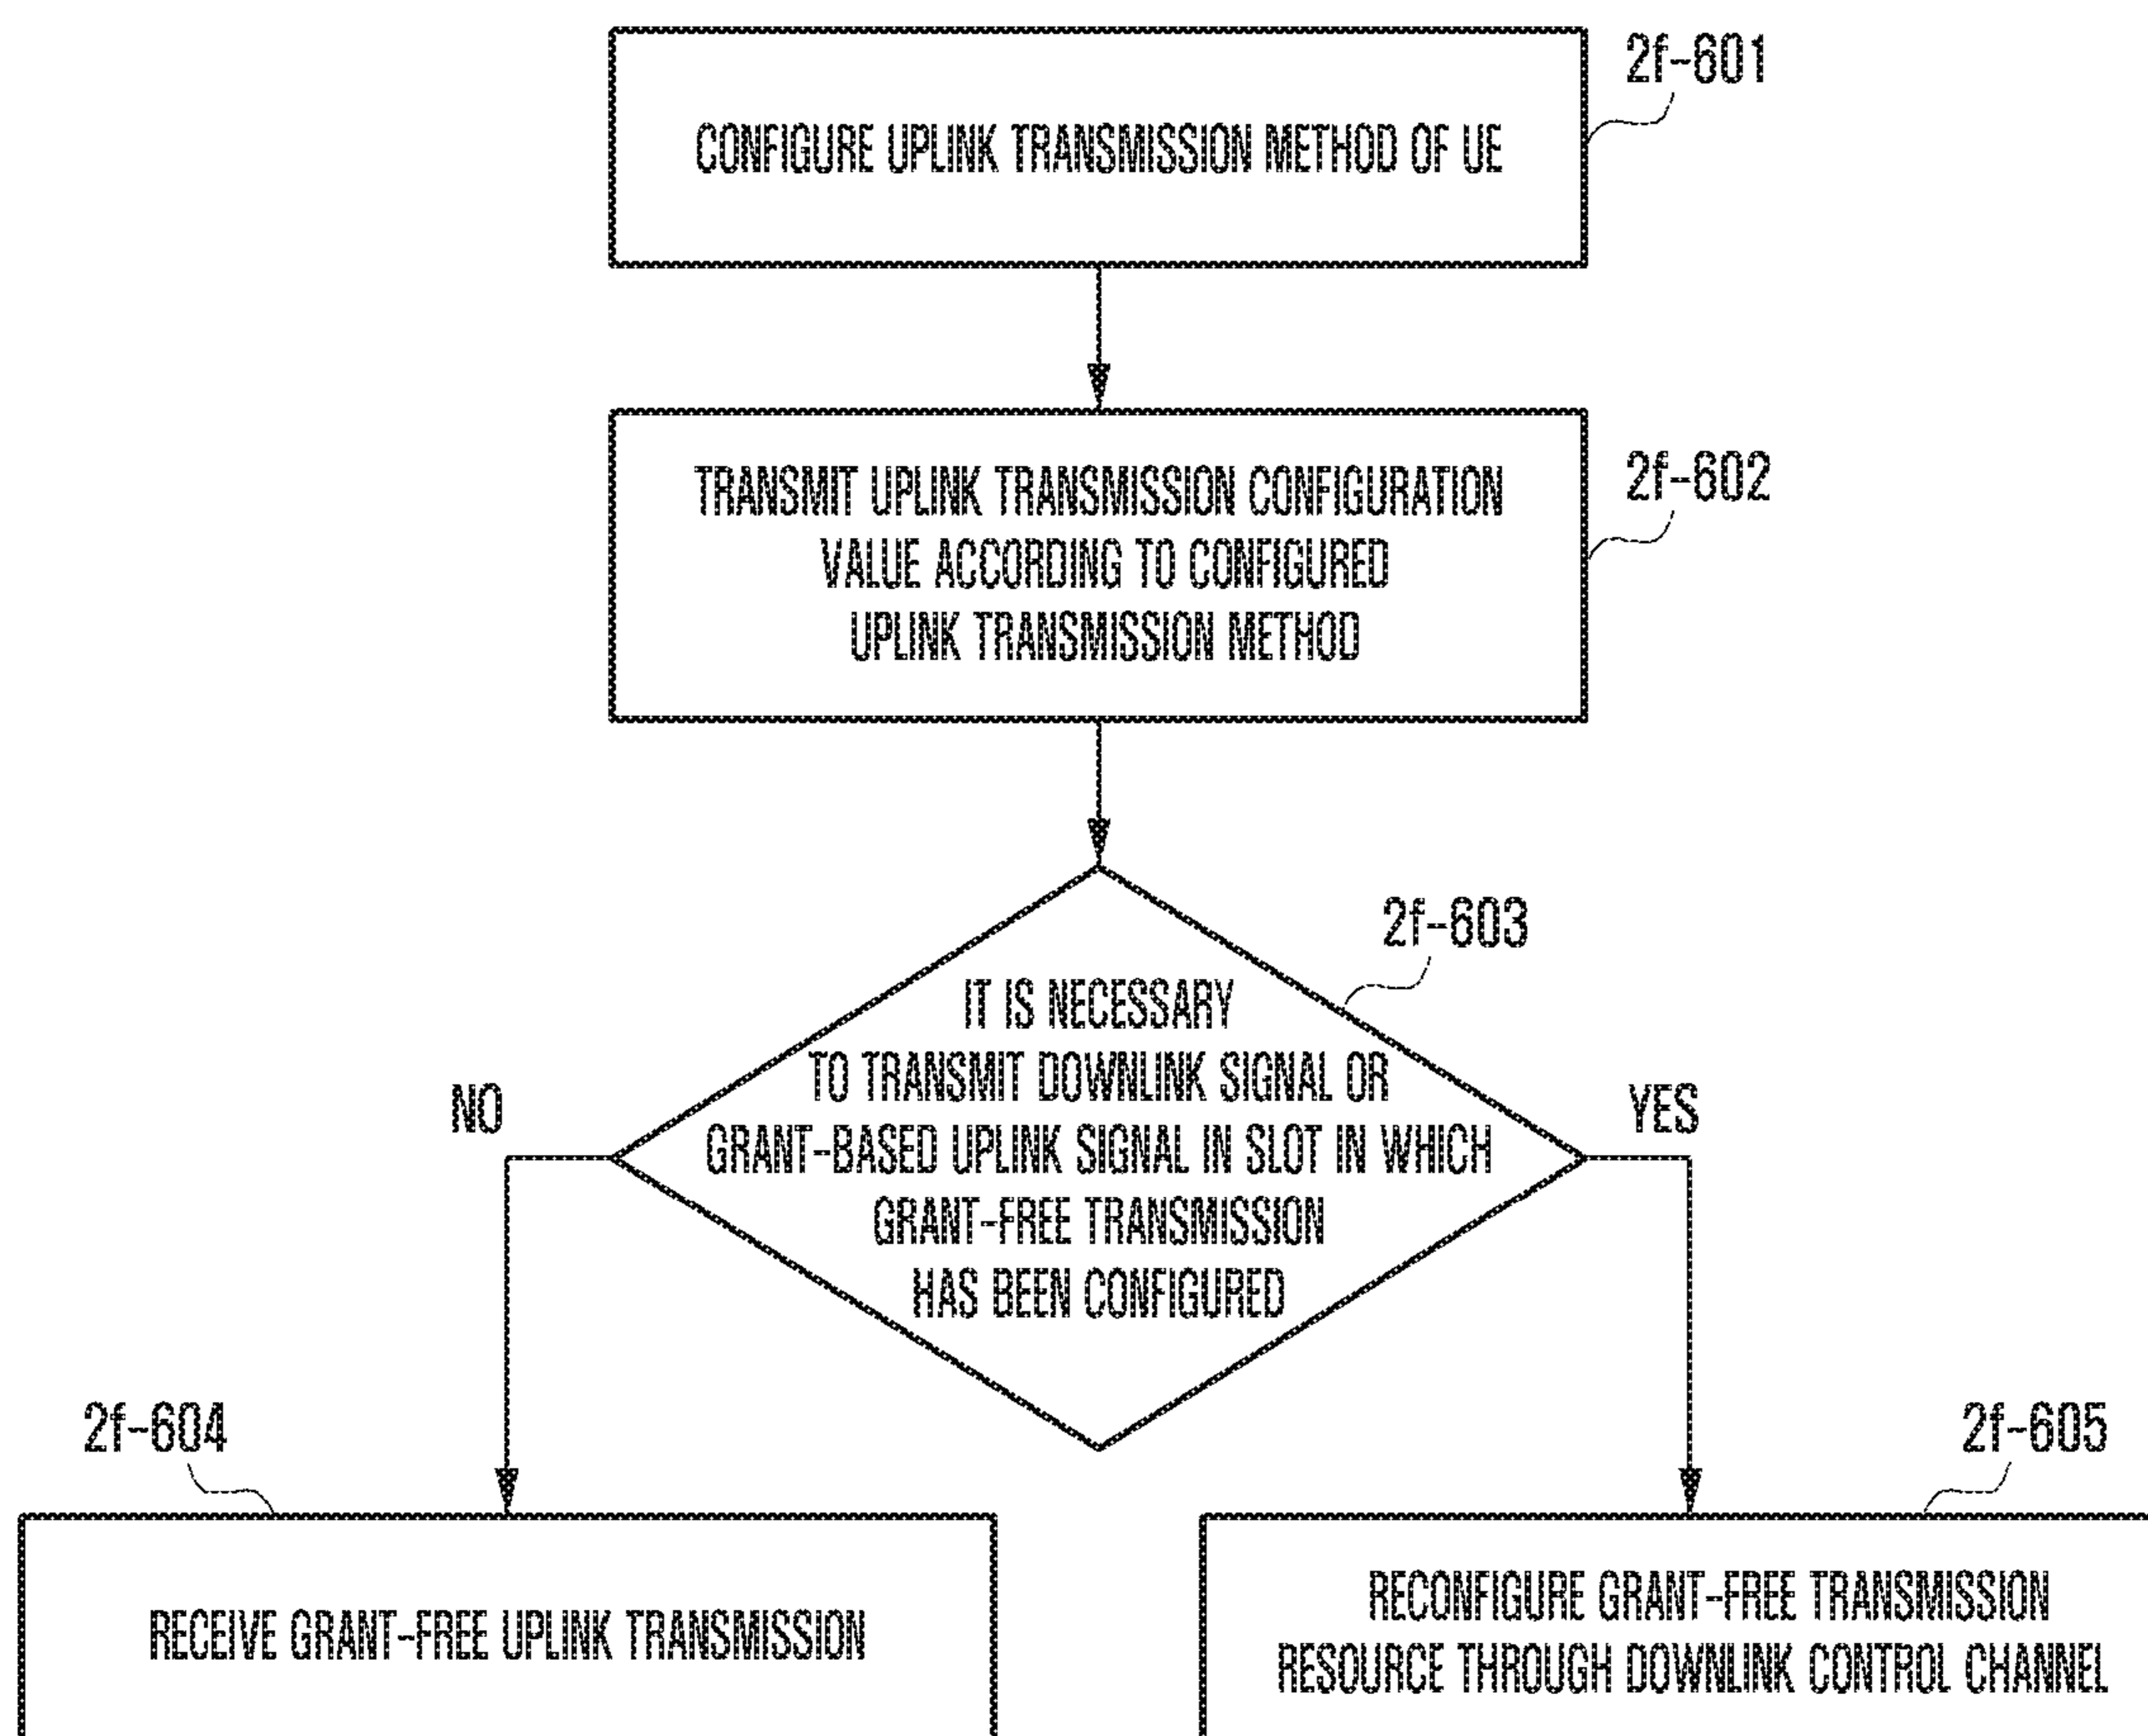 2f-601
CONFIGURE UPLINK TRANSMISSION METHOD OF UE
2f-602
TRANSMIT UPLINK TRANSMISSION CONFIGURATION
VALUE ACCORDING TO CONFIGURED
UPLINK TRANSMISSION METHOD
2f-603
IT IS NECESSARY
TO TRANSMIT DOWNLINK SIGNAL OR
GRANT-BASED UPLINK SIGNAL IN SLOT IN WHICH
GRANT-FREE TRANSMISSION
HAS BEEN CONFIGURED
NO
YES
2f-604
RECEIVE GRANT-FREE UPLINK TRANSMISSION
2f-605
RECONFIGURE GRANT-FREE TRANSMISSION
RESOURCE THROUGH DOWNLINK CONTROL CHANNEL